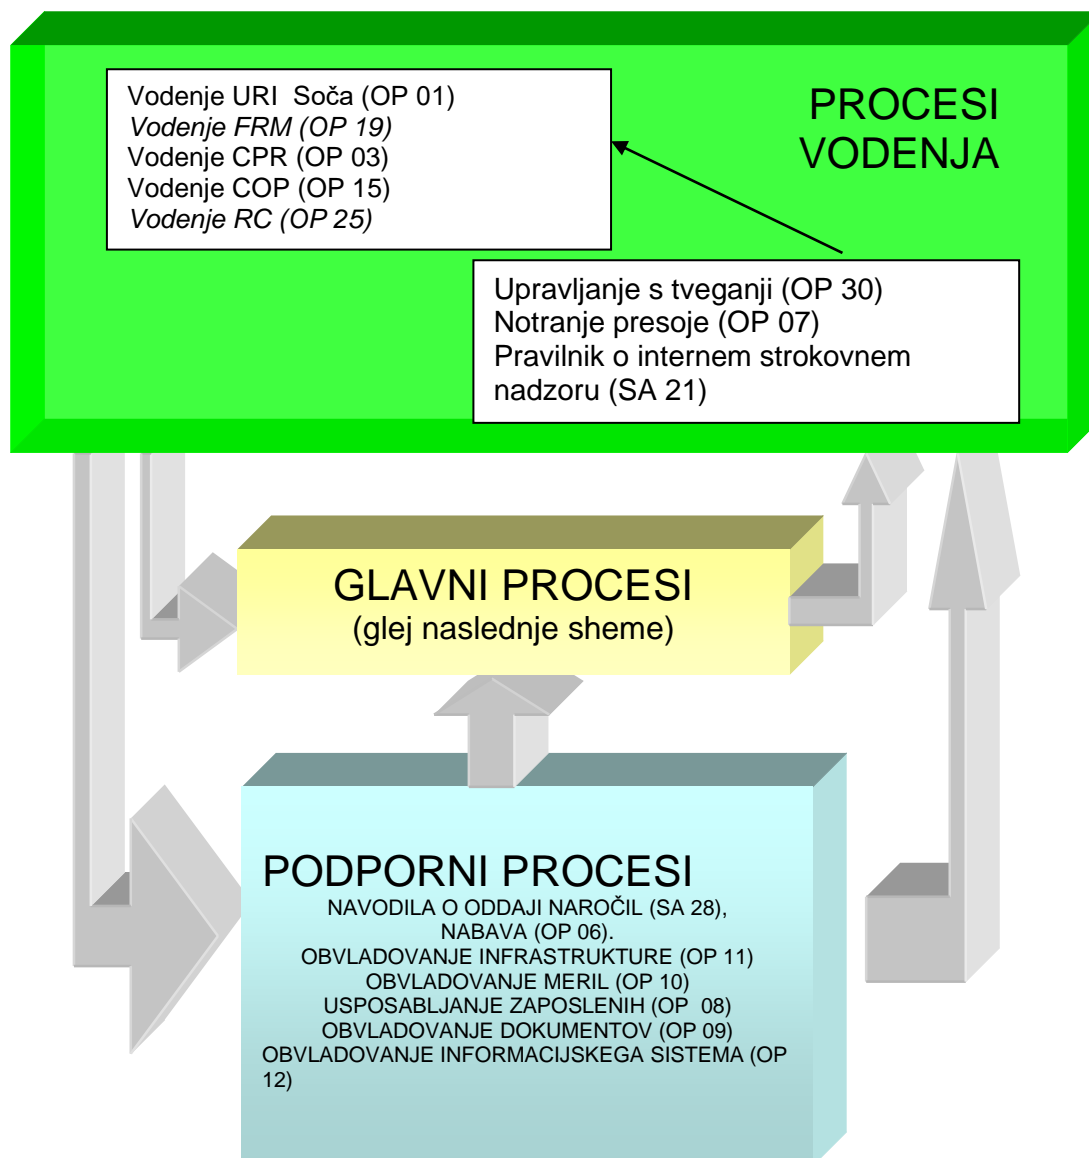 PROCESI
VODENJA
Vodenje URI Soča (OP 01)
Vodenje FRM (OP 19)
Vodenje CPR (OP 03)
Vodenje COP (OP 15)
Vodenje RC (OP 25)
Upravljanje s tveganji (OP 30)
Notranje presoje (OP 07)
Pravilnik o internem strokovnem
nadzoru (SA 21)
GLAVNI PROCESI
(glej naslednje sheme)
PODPORNI PROCESI
NAVODILA O ODDAJI NAROČIL (SA 28),
NABAVA (OP 06).
OBVLADOVANJE INFRASTRUKTURE (OP 11)
OBVLADOVANJE MERIL (OP 10)
USPOSABLJANJE ZAPOSLENIH (OP 08)
OBVLADOVANJE DOKUMENTOV (OP 09)
OBVLADOVANJE INFORMACIJSKEGA SISTEMA (OP
12)